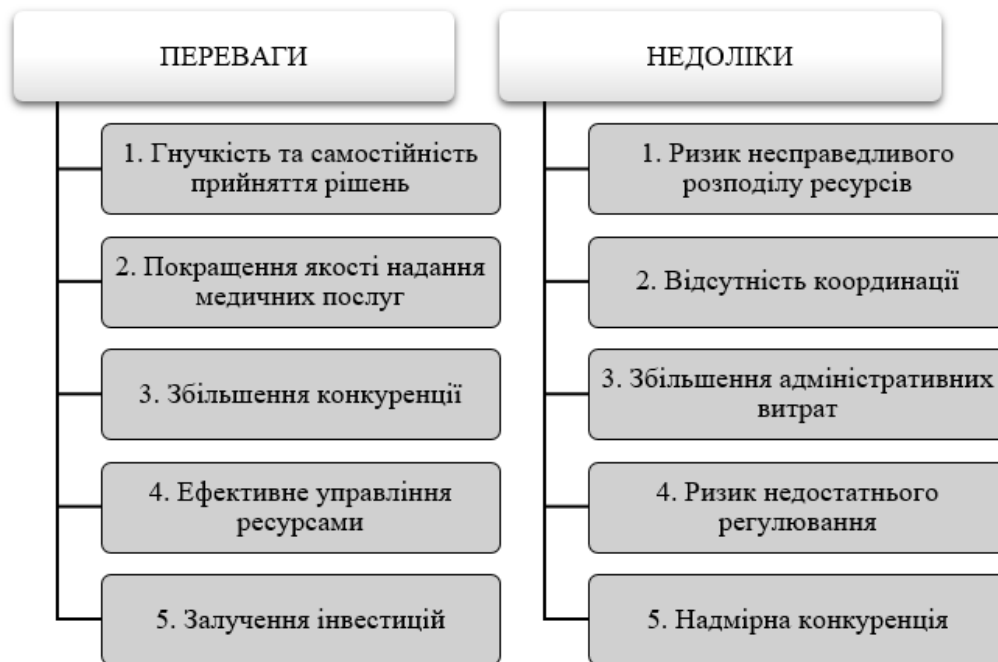 ПЕРЕВАГИ
1. Гнучкість та самостійність
прийняття рішень
2. Покращення якості надання
медичних послуг
3. Збільшення конкуренції
4. Ефективне управління
ресурсами
5. Залучення інвестицій
НЕДОЛІКИ
1. Ризик несправедливого
розподілу ресурсів
2. Відсутність координації
3. Збільшення адміністративних
витрат
4. Ризик недостатнього
регулювання
5. Надмірна конкуренція